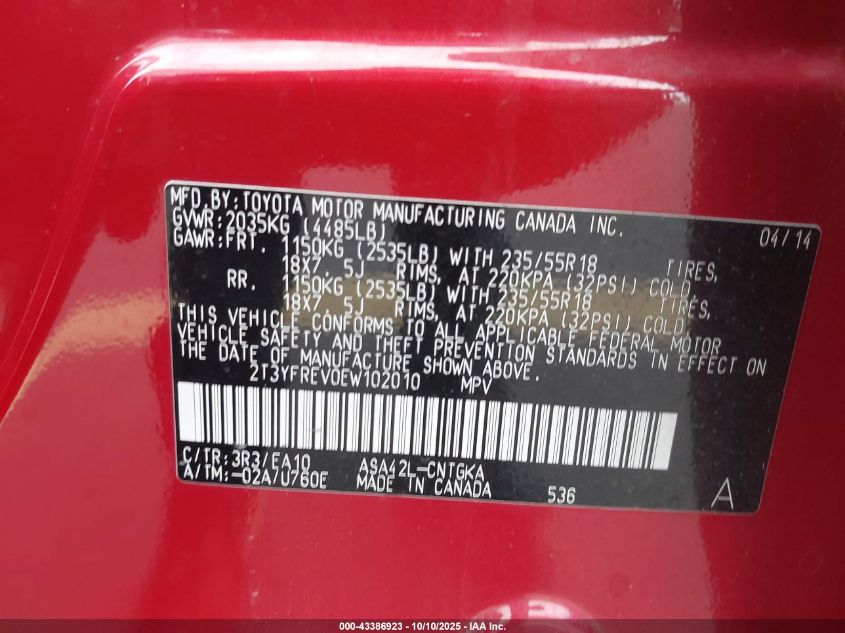 MFD.BY:TOYOTA MOTOR MANUFACTURING CANADA INC. 04/14
GVWR:2035KG (4485LB)
GAWR:FRT. 1150KG (2535LB) WITH 235/55R18 TIRES,
18X7.5J RIMS, AT 220KPA (32PSI) COLD
RR. 1150KG (2535LB) WITH 235/55R18 TIRES,
18X7.5J RIMS, AT 220KPA (32PSI) COLD.
THIS VEHICLE CONFORMS TO ALL APPLICABLE FEDERAL MOTOR
VEHICLE SAFETY AND THEFT PREVENTION STANDARDS IN EFFECT ON
THE DATE OF MANUFACTURE SHOWN ABOVE.
2T3YFREV0EW102010 MPV
C/TR:3R3/EA10 ASA42L-CNTGKA
A/TM:-02A/U760E MADE IN CANADA 536 A
000-43386923 - 10/10/2025 - IAA Inc.